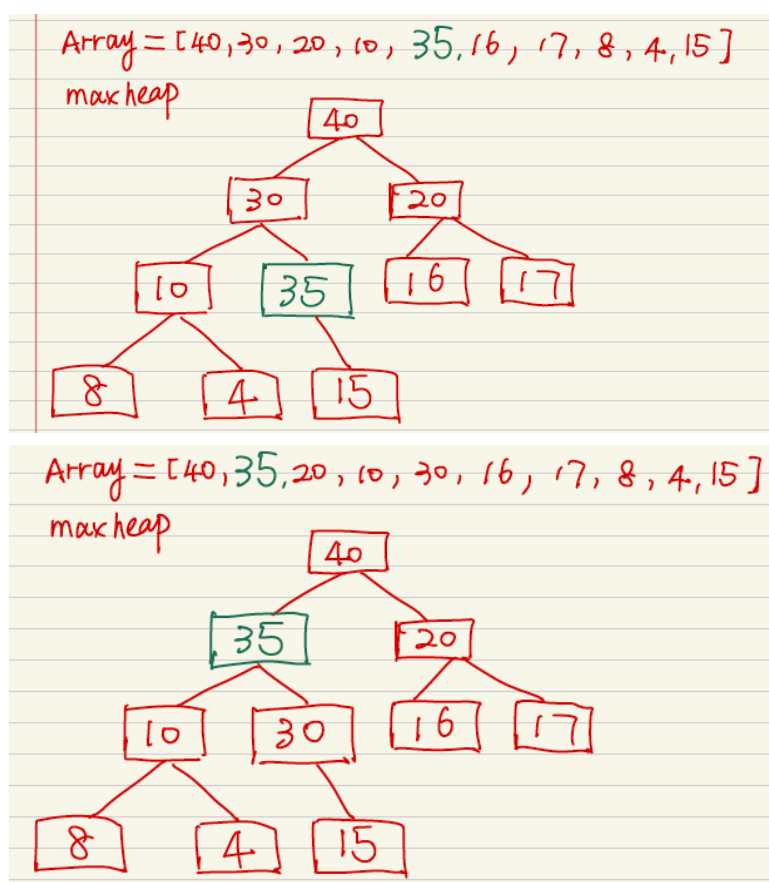 Array = [40, 30, 20, 10, 35, 16, 17, 8, 4, 15]
max heap
40
30 20
10 35 16 17
8 4 15
Array = [40, 35, 20, 10, 30, 16, 17, 8, 4, 15]
max heap
40
35 20
10 30 16 17
8 4 15